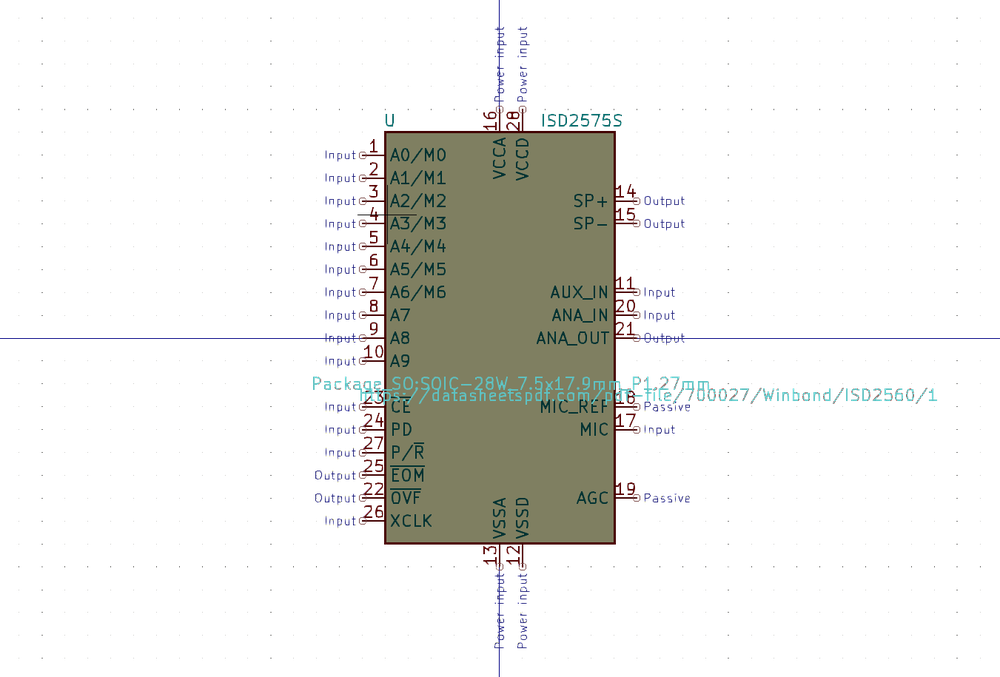 Power input
Power input
U
ISD2575S
16
28
VCCA
VCCD
Input 1 A0/M0
Input 2 A1/M1
Input 3 A2/M2
Input 4 A3/M3
Input 5 A4/M4
Input 6 A5/M5
Input 7 A6/M6
Input 8 A7
Input 9 A8
Input 10 A9
SP+ 14 Output
SP- 15 Output
AUX_IN 11 Input
ANA_IN 20 Input
ANA_OUT 21 Output
Package_SO:SOIC-28W_7.5x17.9mm_P1.27mm
https://datasheetspdf.com/pdf-file/700027/Winband/ISD2560/1
Input 23 CE
Input 24 PD
Input 27 P/R
Output 25 EOM
Output 22 OVF
Input 26 XCLK
MIC_REF 18 Passive
MIC 17 Input
AGC 19 Passive
VSSA
VSSD
13
12
Power input
Power input